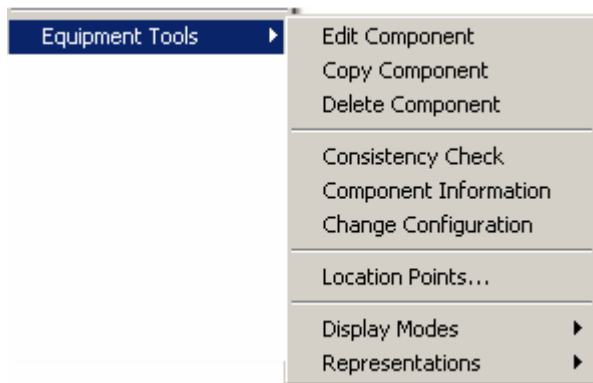 Equipment Tools
Edit Component
Copy Component
Delete Component
Consistency Check
Component Information
Change Configuration
Location Points...
Display Modes
Representations